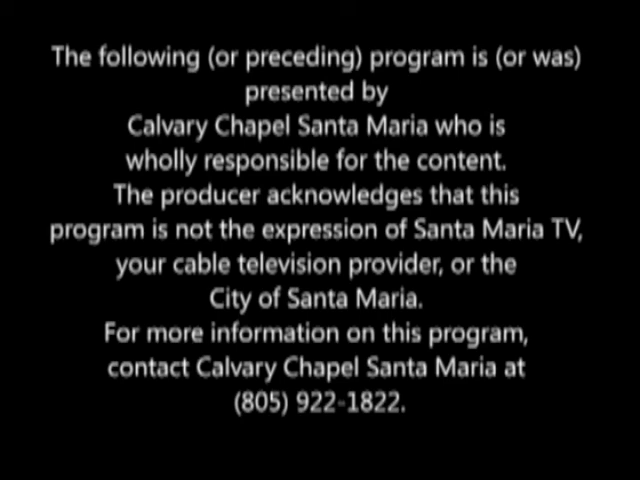 The following (or preceding) program is (or was)
presented by
Calvary Chapel Santa Maria who is
wholly responsible for the content.
The producer acknowledges that this
program is not the expression of Santa Maria TV,
your cable television provider, or the
City of Santa Maria.
For more information on this program,
contact Calvary Chapel Santa Maria at
(805) 922-1822.